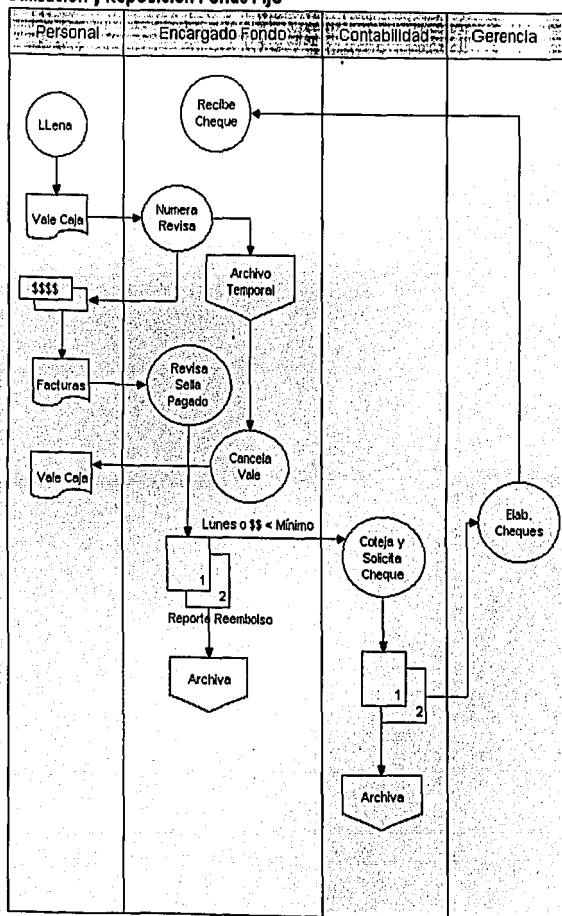 Personal
Encargado Fondo
Contabilidad
Gerencia
LLena
Recibe
Cheque
Vale Caja
Numera
Revisa
Archivo
Temporal
$$$$
Facturas
Revisa
Sella
Pagado
Vale Caja
Cancela
Vale
Lunes o $$ < Mínimo
1
2
Reporte Reembolso
Archiva
Coteja y
Solicita
Cheque
1
2
Archiva
Elab.
Cheques